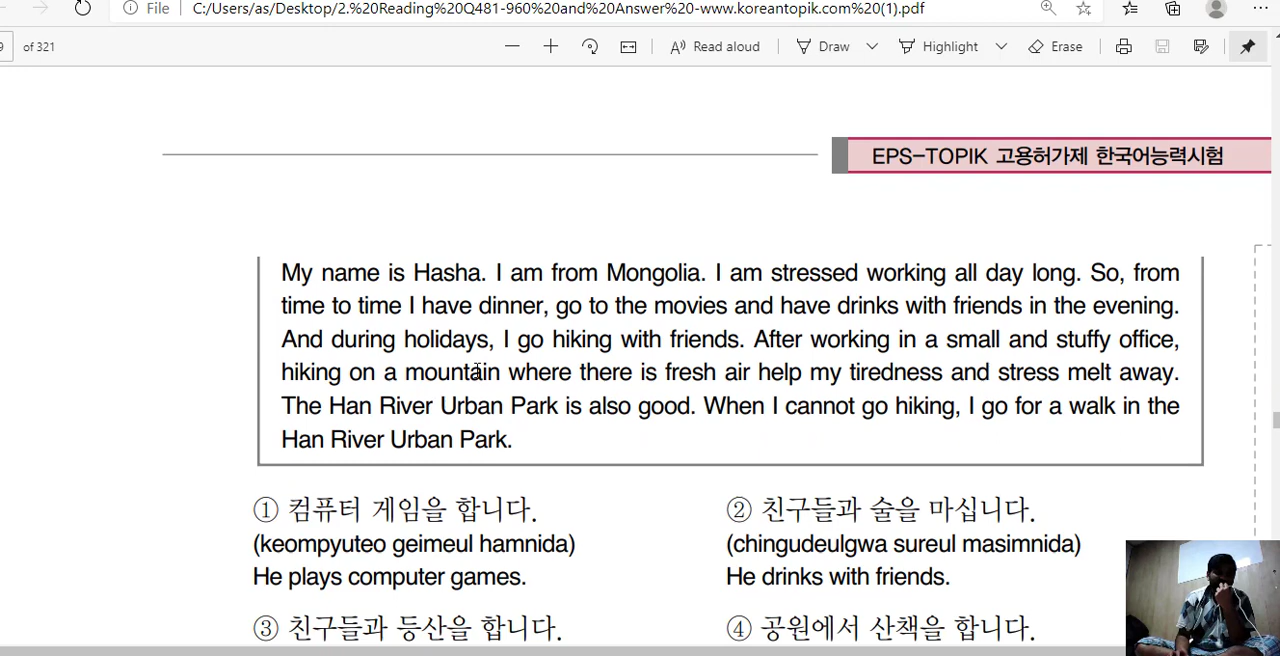 File
C:/Users/as/Desktop/2.%20Reading%20Q481-960%20and%20Answer%20-www.koreantopik.com%20(1).pdf
9 of 321
Read aloud
Draw
Highlight
Erase
EPS-TOPIK 고용허가제 한국어능력시험
My name is Hasha. I am from Mongolia. I am stressed working all day long. So, from
time to time I have dinner, go to the movies and have drinks with friends in the evening.
And during holidays, I go hiking with friends. After working in a small and stuffy office,
hiking on a mountain where there is fresh air help my tiredness and stress melt away.
The Han River Urban Park is also good. When I cannot go hiking, I go for a walk in the
Han River Urban Park.
① 컴퓨터 게임을 합니다.
(keompyuteo geimeul hamnida)
He plays computer games.
② 친구들과 술을 마십니다.
(chingudeulgwa sureul masimnida)
He drinks with friends.
③ 친구들과 등산을 합니다.
④ 공원에서 산책을 합니다.